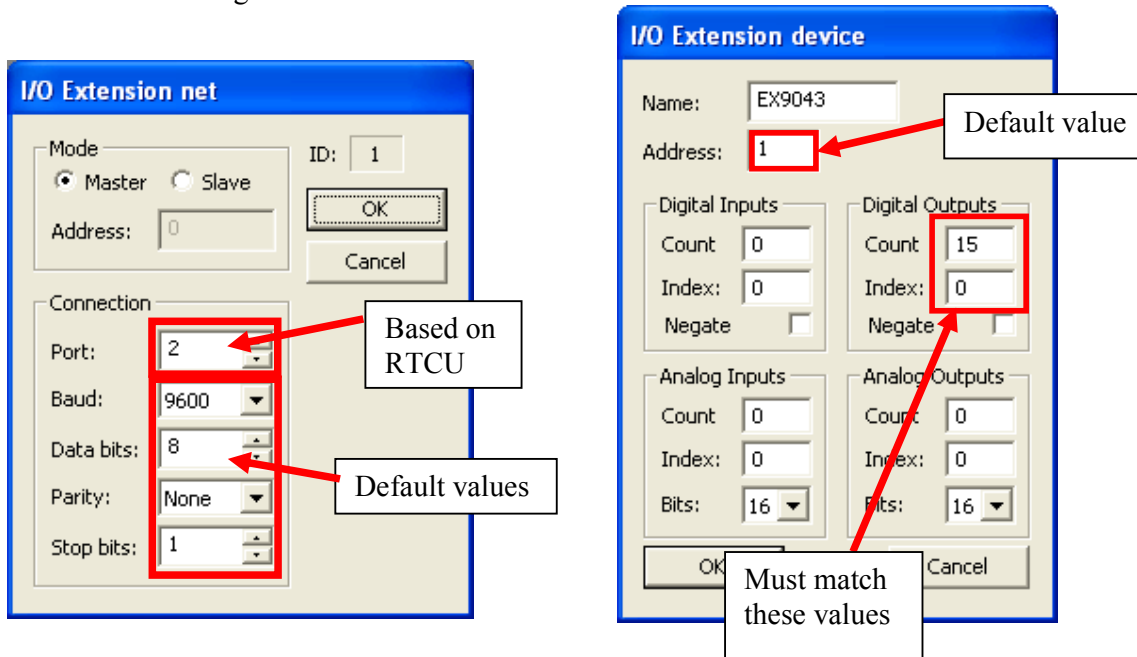 I/O Extension net
Mode
Master Slave
Address: 0
ID: 1
OK
Cancel
Connection
Port: 2
Baud: 9600
Data bits: 8
Parity: None
Stop bits: 1
Based on
RTCU
Default values
I/O Extension device
Name: EX9043
Address: 1
Default value
Digital Inputs
Count 0
Index: 0
Negate
Digital Outputs
Count 15
Index: 0
Negate
Analog Inputs
Count 0
Index: 0
Bits: 16
Analog Outputs
Count 0
Index: 0
Bits: 16
OK
Cancel
Must match
these values